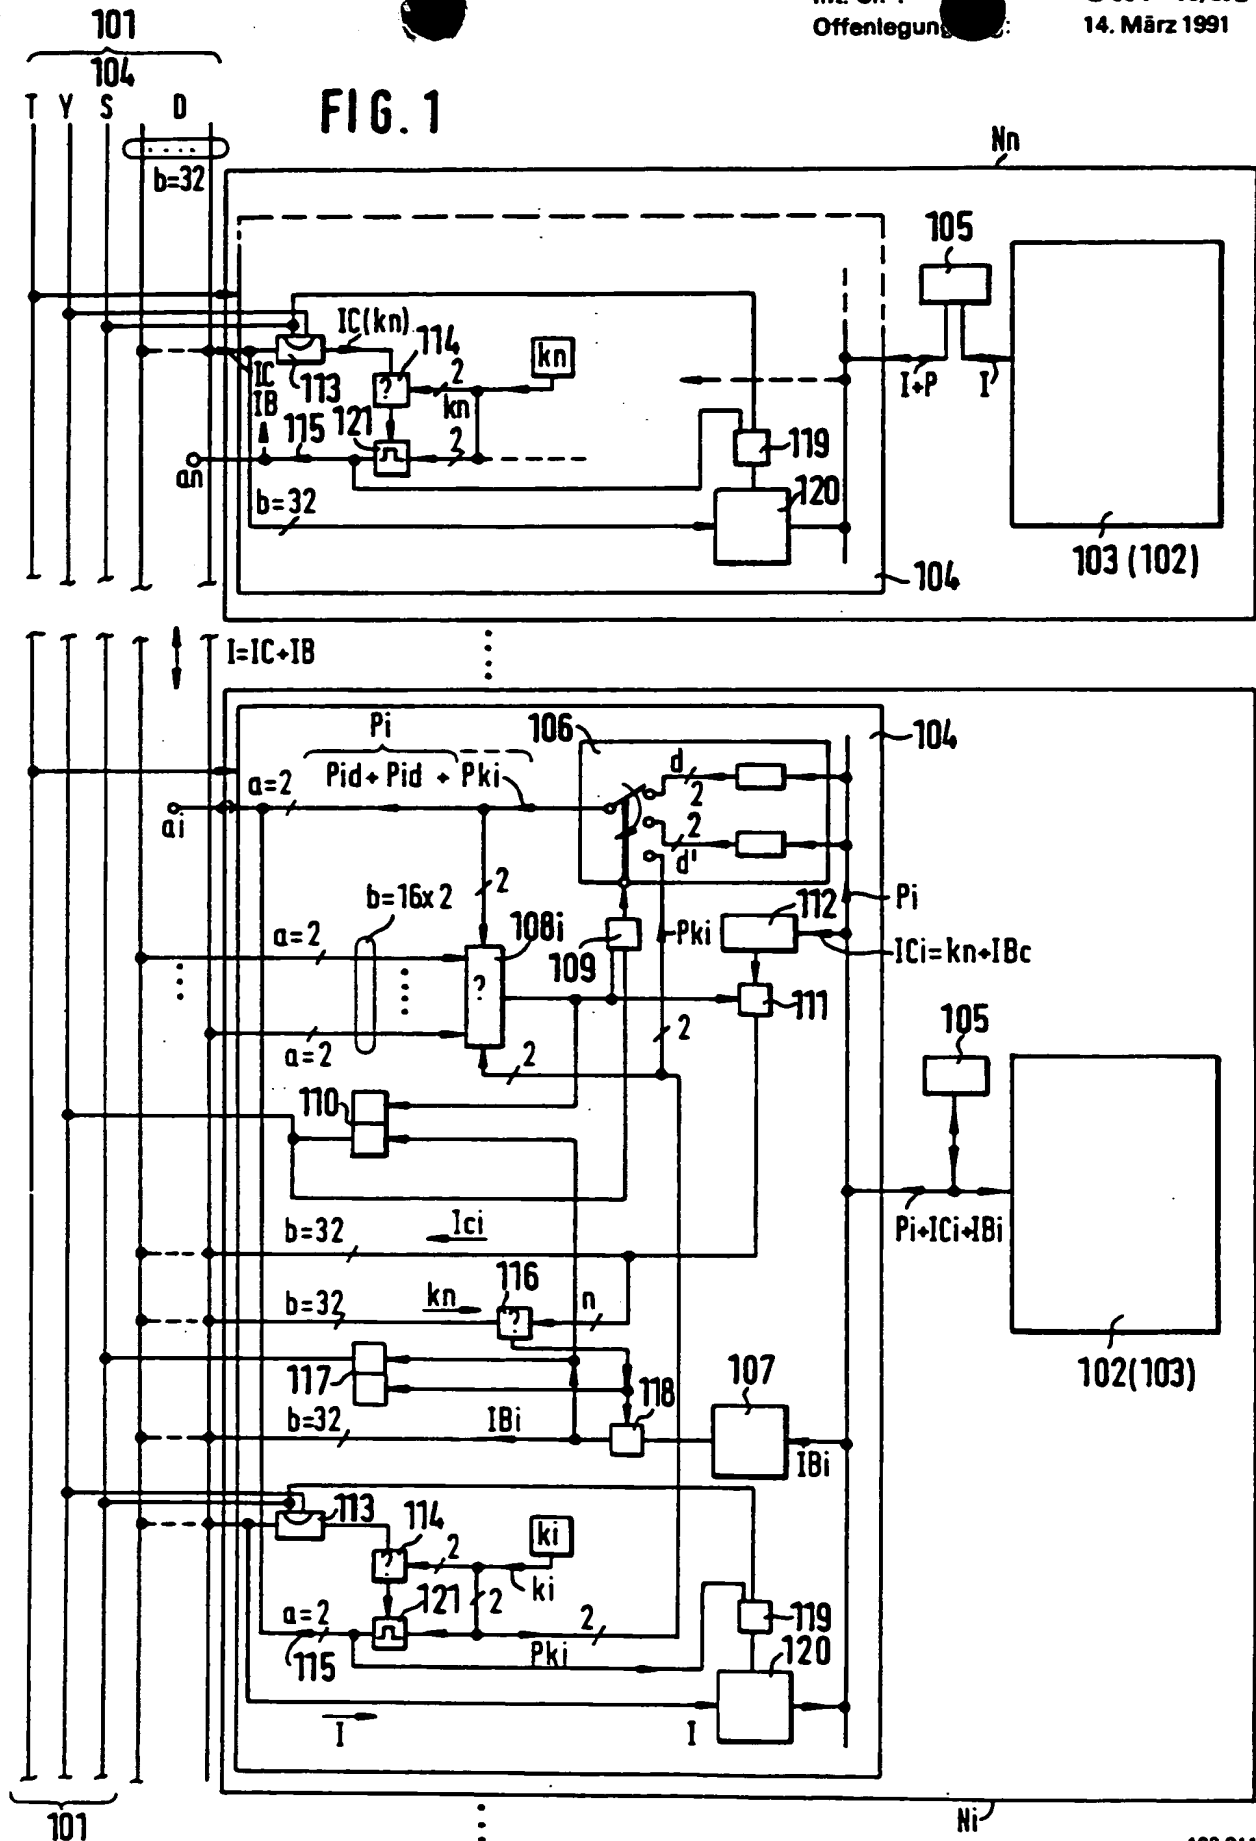 Offenlegun
14. März 1991
101
104
T Y S D
FIG. 1
b=32
Nn
105
IC(kn)
114
kn
2
IC
113
?
kn
I+P
I
IB
121
2
115
119
an
b=32
120
103 (102)
104
I=IC+IB
Pi
106
104
Pid+Pid + Pki
d
a=2
2
ai
2
d'
2
b=16x2
112
Pi
a=2
108i
109
Pki
ICi=kn+IBc
?
111
105
a=2
2
2
110
Ici
b=32
Pi+ICi+IBi
116
kn
n
b=32
?
117
107
102(103)
118
b=32
IBi
IBi
113
114
ki
2
?
ki
121
2
a=2
2
119
115
Pki
120
I
I
101
Ni